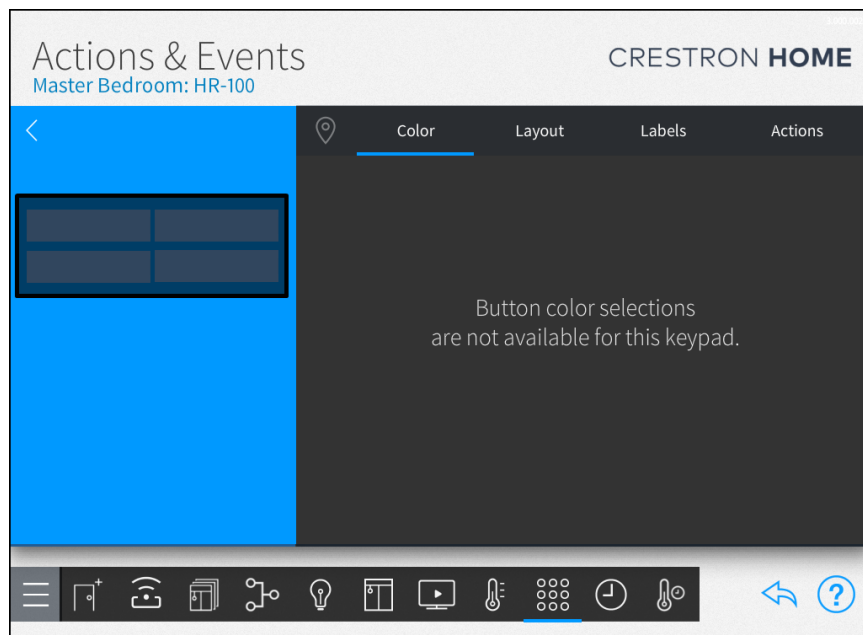 Actions & Events
CRESTRON HOME
Master Bedroom: HR-100
Color
Layout
Labels
Actions
Button color selections
are not available for this keypad.
?